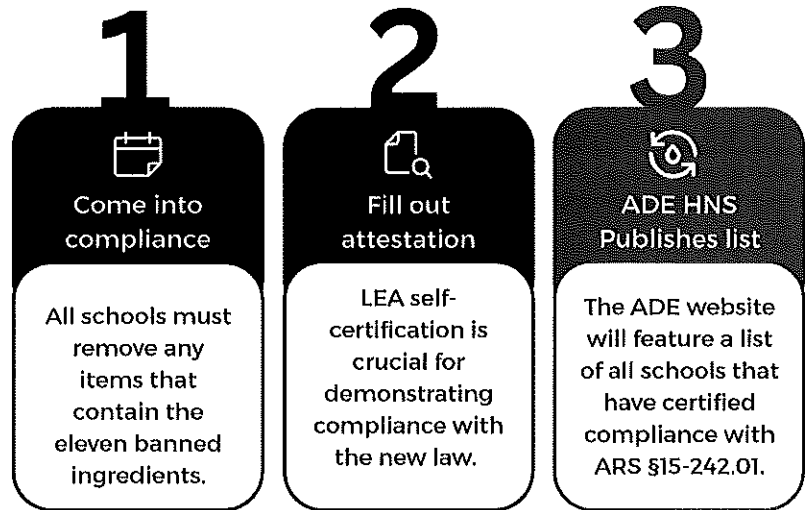 1
Come into
compliance
All schools must
remove any
items that
contain the
eleven banned
ingredients.
2
Fill out
attestation
LEA self-
certification is
crucial for
demonstrating
compliance with
the new law.
3
ADE HNS
Publishes list
The ADE website
will feature a list
of all schools that
have certified
compliance with
ARS §15-242.01.